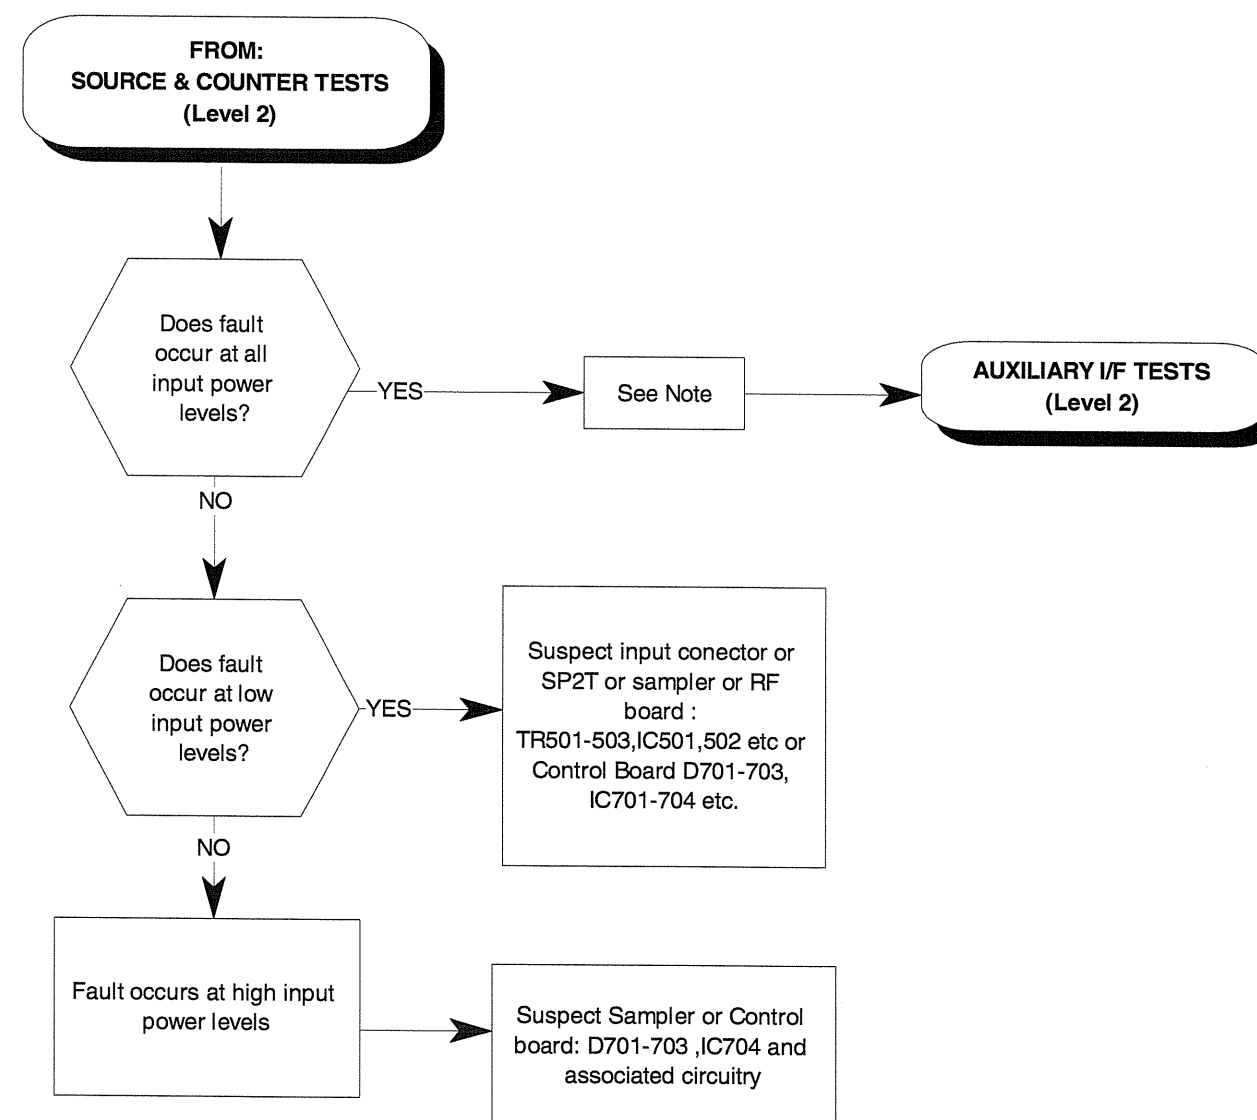 FROM:
SOURCE & COUNTER TESTS
(Level 2)
Does fault
occur at all
input power
levels?
YES
See Note
AUXILIARY I/F TESTS
(Level 2)
NO
Does fault
occur at low
input power
levels?
YES
Suspect input conector or
SP2T or sampler or RF
board :
TR501-503,IC501,502 etc or
Control Board D701-703,
IC701-704 etc.
NO
Fault occurs at high input
power levels
Suspect Sampler or Control
board: D701-703 ,IC704 and
associated circuitry